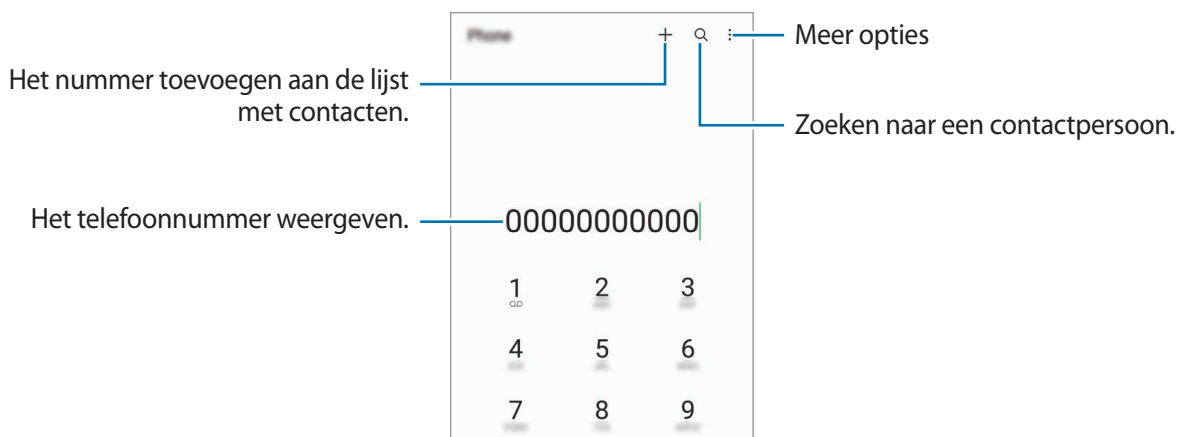 Phone
Meer opties
Het nummer toevoegen aan de lijst
met contacten.
Zoeken naar een contactpersoon.
Het telefoonnummer weergeven.
00000000000
1 2 3
4 5 6
7 8 9